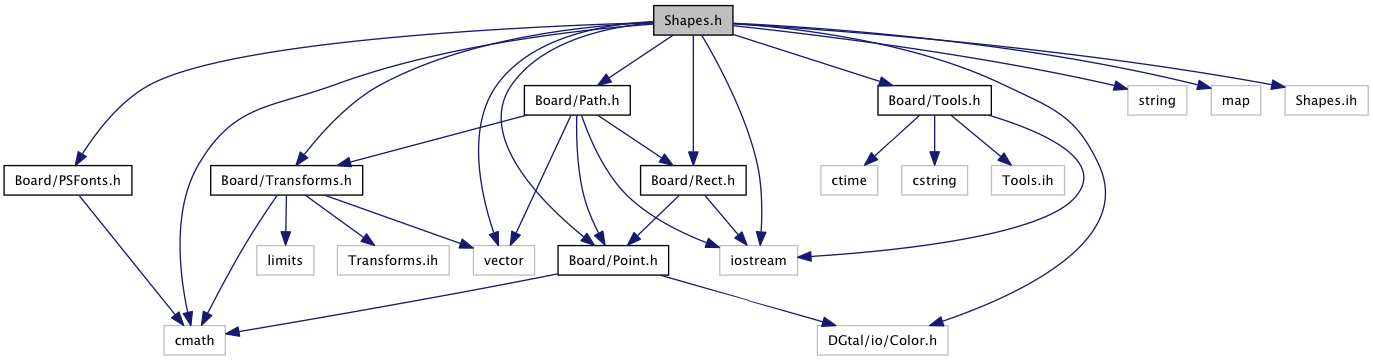 Shapes.h
Board/Path.h
Board/Tools.h
string
map
Shapes.ih
Board/PSFonts.h
Board/Transforms.h
Board/Rect.h
ctime
cstring
Tools.ih
limits
Transforms.ih
vector
Board/Point.h
iostream
cmath
DGtal/io/Color.h